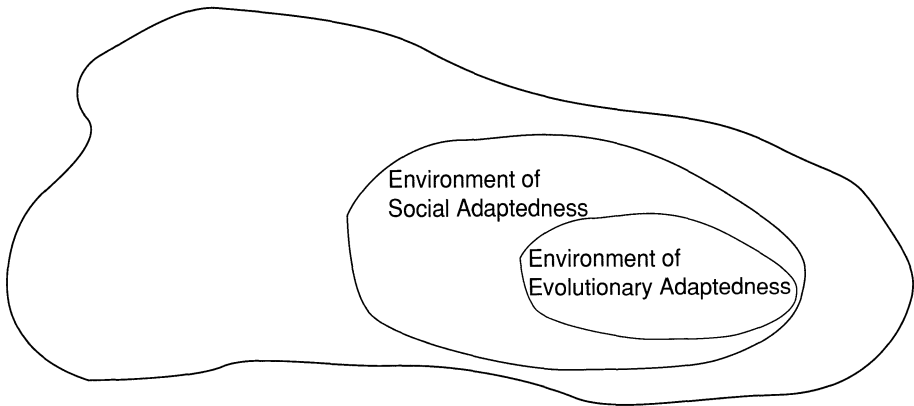 Environment of
Social Adaptedness
Environment of
Evolutionary Adaptedness